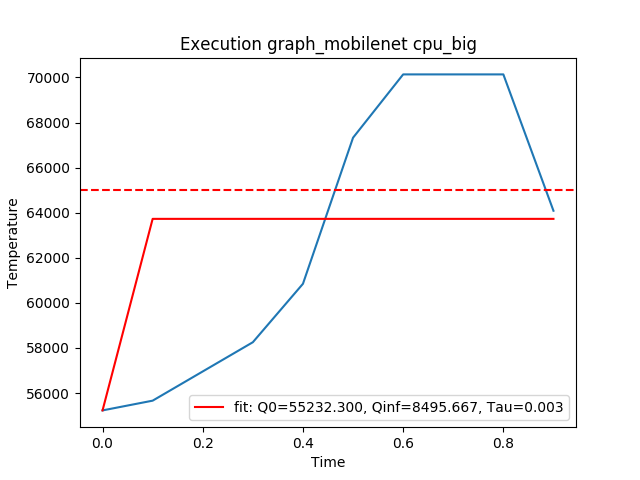 Execution graph_mobilenet cpu_big
70000
68000
66000
64000
62000
60000
58000
56000
Temperature
fit: Q0=55232.300, Qinf=8495.667, Tau=0.003
0.0 0.2 0.4 0.6 0.8
Time